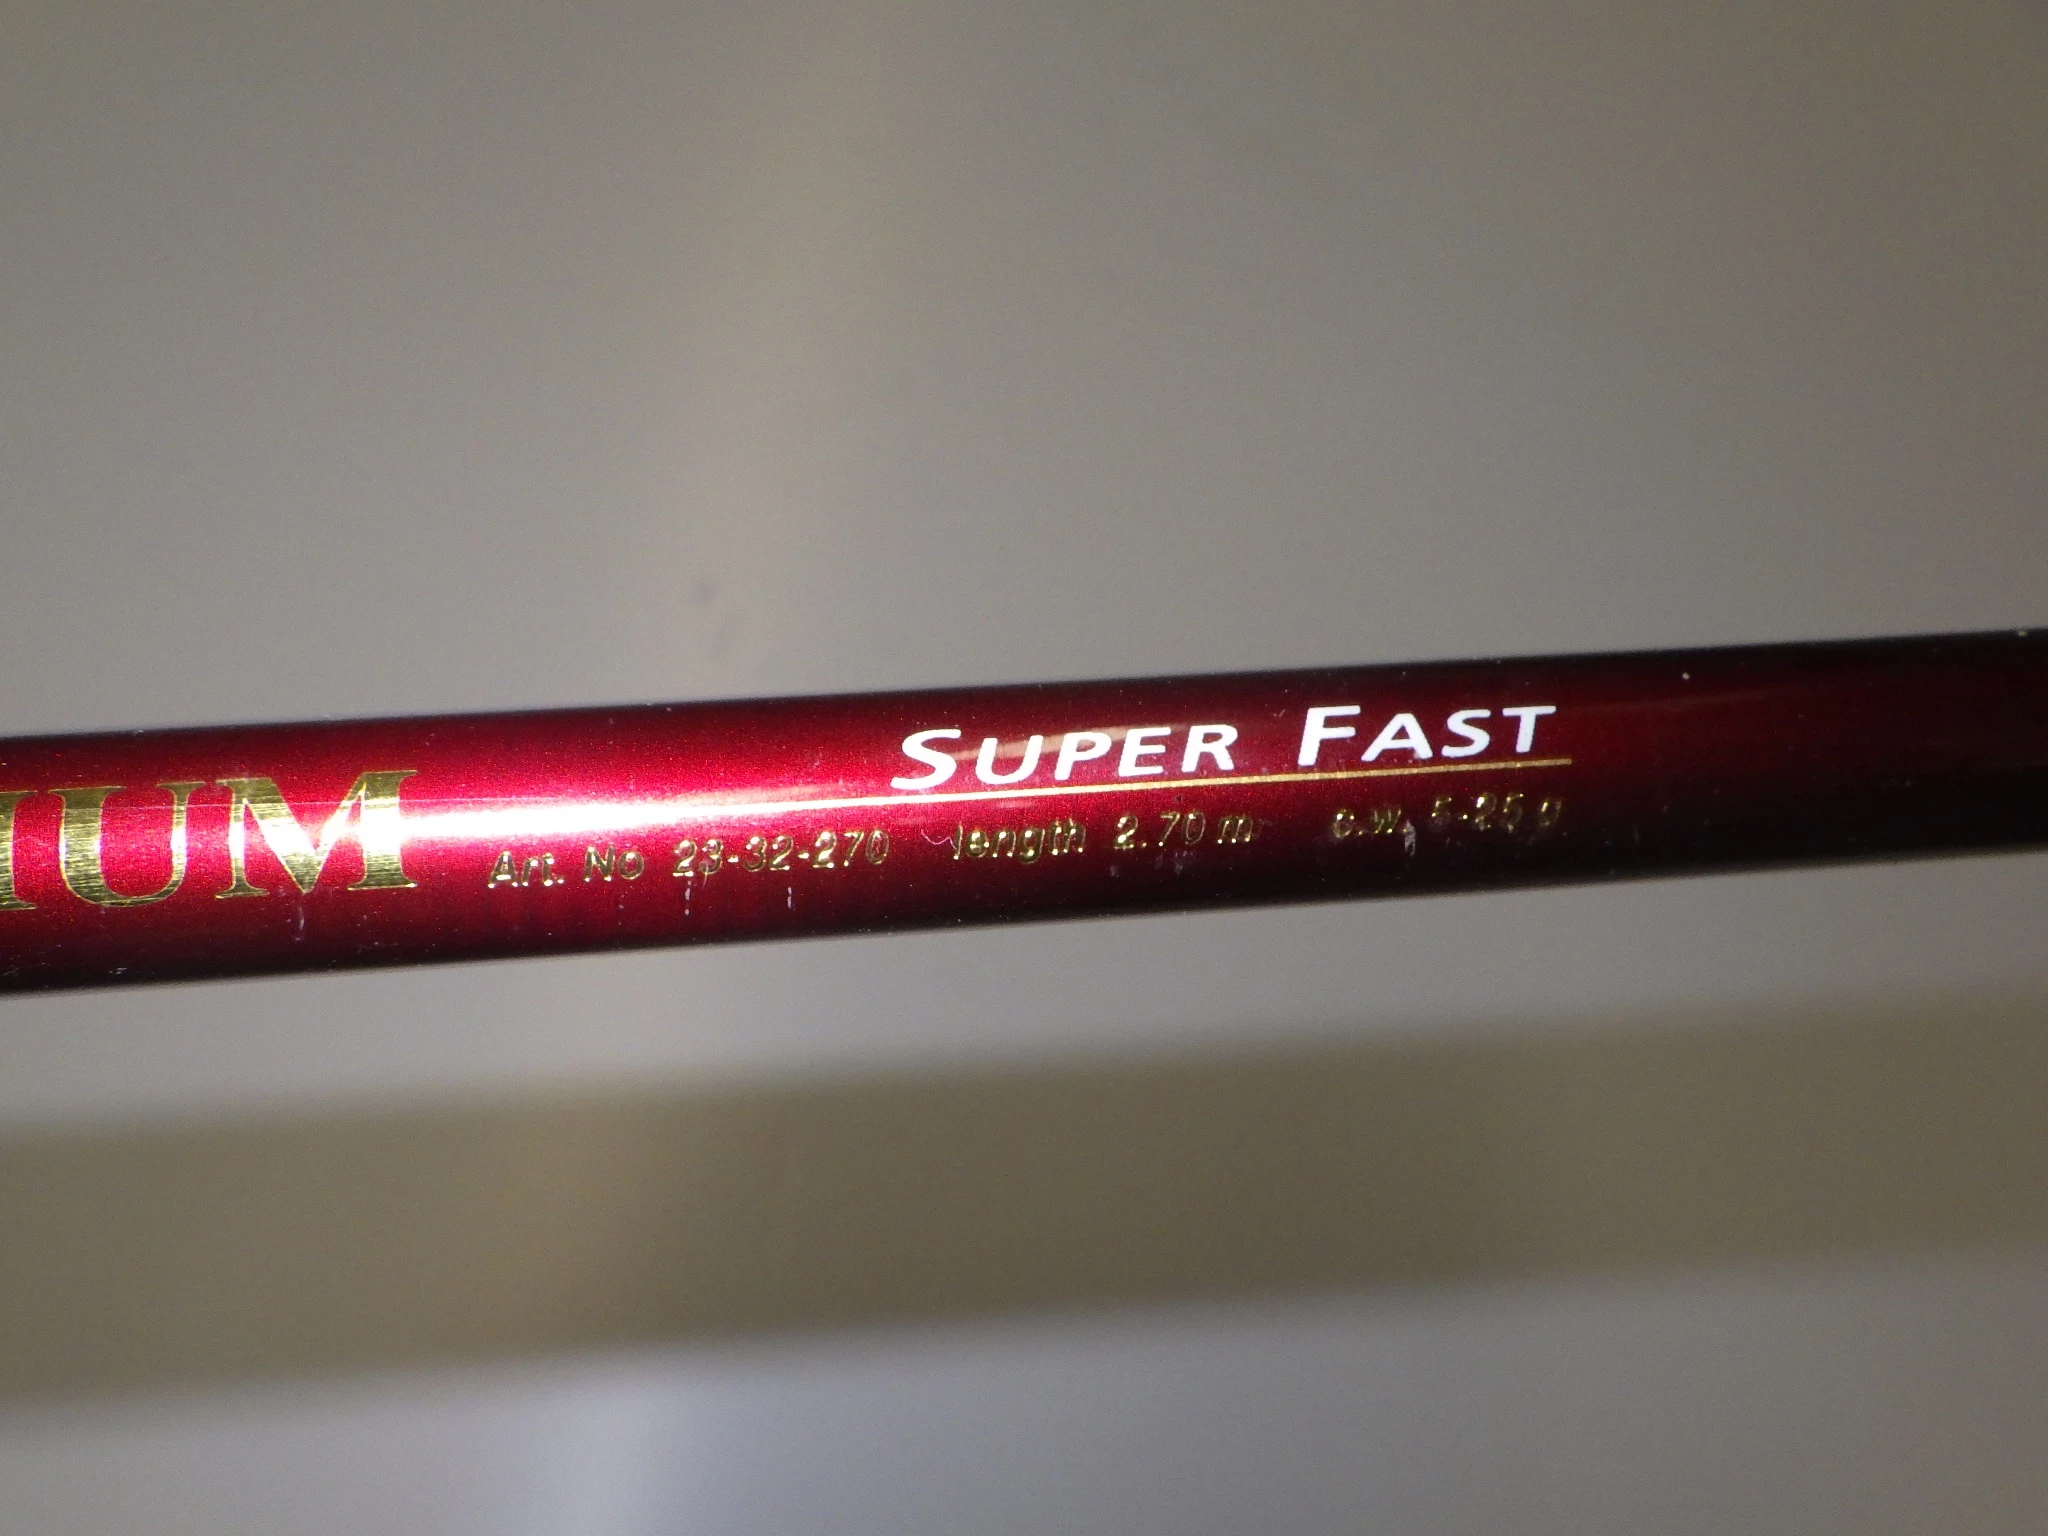 IUM
SUPER FAST
Art. No 23-32-270 length 2.70 m c.w. 5-25 g